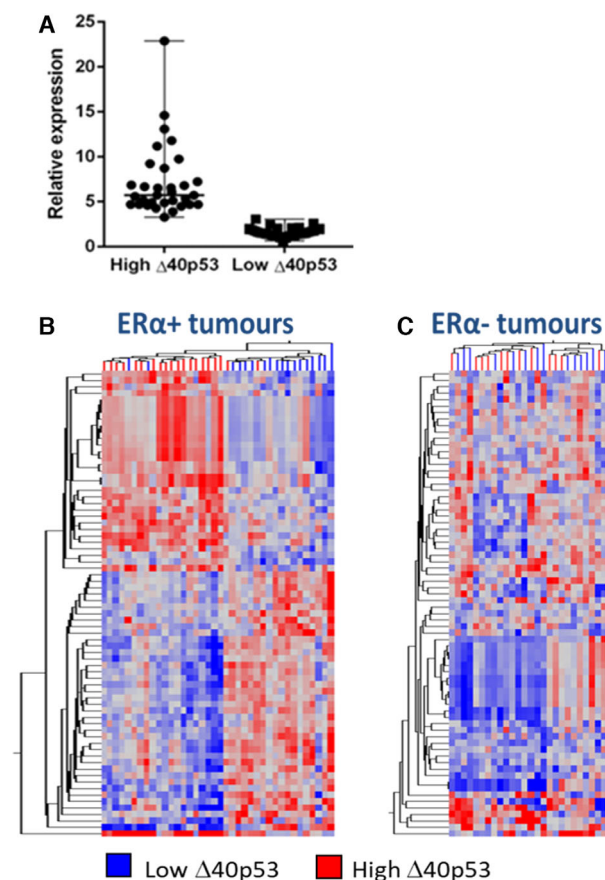 A
Relative expression
25
20
15
10
5
0
High Δ40p53
Low Δ40p53
B
ERα+ tumours
C
ERα- tumours
Low Δ40p53
High Δ40p53